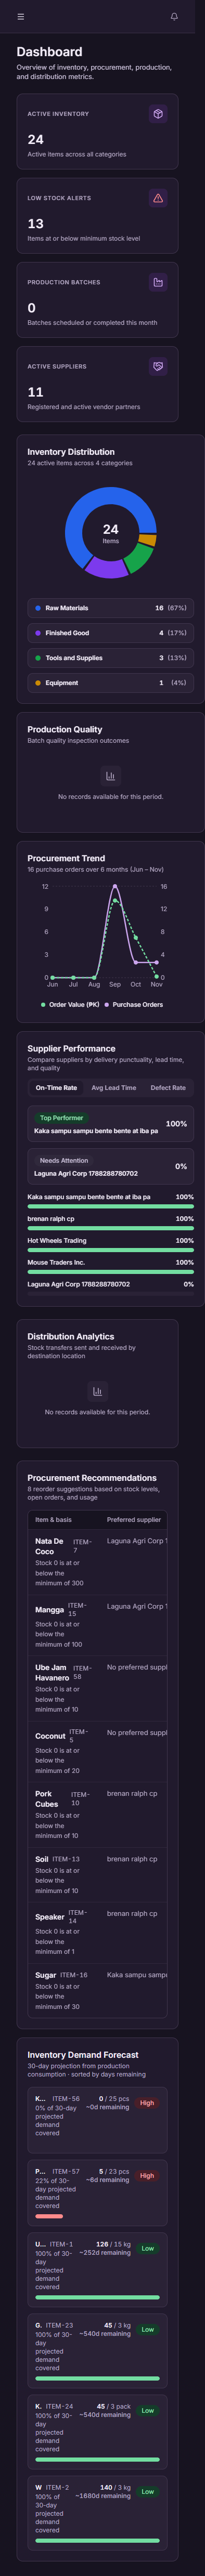 Dashboard
Overview of inventory, procurement, production,
and distribution metrics.
ACTIVE INVENTORY
24
Active items across all categories
LOW STOCK ALERTS
13
Items at or below minimum stock level
PRODUCTION BATCHES
0
Batches scheduled or completed this month
ACTIVE SUPPLIERS
11
Registered and active vendor partners
Inventory Distribution
24 active items across 4 categories
24
Items
Raw Materials 16 (67%)
Finished Good 4 (17%)
Tools and Supplies 3 (13%)
Equipment 1 (4%)
Production Quality
Batch quality inspection outcomes
No records available for this period.
Procurement Trend
16 purchase orders over 6 months (Jun – Nov)
12 16
9 12
6 8
3 4
0 0
Jun Jul Aug Sep Oct Nov
Order Value (₱K) Purchase Orders
Supplier Performance
Compare suppliers by delivery punctuality, lead time,
and quality
On-Time Rate Avg Lead Time Defect Rate
Top Performer
Kaka sampu sampu bente bente at iba pa 100%
Needs Attention
Laguna Agri Corp 1788288780702 0%
Kaka sampu sampu bente bente at iba pa 100%
brenan ralph cp 100%
Hot Wheels Trading 100%
Mouse Traders Inc. 100%
Laguna Agri Corp 1788288780702 0%
Distribution Analytics
Stock transfers sent and received by
destination location
No records available for this period.
Procurement Recommendations
8 reorder suggestions based on stock levels,
open orders, and usage
Item & basis Preferred supplier
Nata De Coco ITEM-7 Laguna Agri Corp 1
Stock 0 is at or
below the
minimum of 300
Mangga ITEM-15 Laguna Agri Corp 1
Stock 0 is at or
below the
minimum of 100
Ube Jam Havanero ITEM-58 No preferred suppl
Stock 0 is at or
below the
minimum of 10
Coconut ITEM-5 No preferred suppl
Stock 0 is at or
below the
minimum of 20
Pork Cubes ITEM-10 brenan ralph cp
Stock 0 is at or
below the
minimum of 10
Soil ITEM-13 brenan ralph cp
Stock 0 is at or
below the
minimum of 10
Speaker ITEM-14 brenan ralph cp
Stock 0 is at or
below the
minimum of 1
Sugar ITEM-16 Kaka sampu sampu
Stock 0 is at or
below the
minimum of 30
Inventory Demand Forecast
30-day projection from production
consumption · sorted by days remaining
K... ITEM-56 0 / 25 pcs High
0% of 30-day ~0d remaining
projected
demand
covered
P... ITEM-57 5 / 23 pcs High
22% of 30- ~6d remaining
day projected
demand
covered
U... ITEM-1 126 / 15 kg Low
100% of 30- ~252d remaining
day
projected
demand
covered
G. ITEM-23 45 / 3 kg Low
100% of 30- ~540d remaining
day
projected
demand
covered
K. ITEM-24 45 / 3 pack Low
100% of 30- ~540d remaining
day
projected
demand
covered
W ITEM-2 140 / 3 kg Low
100% of ~1680d remaining
30-day
projected
demand
covered